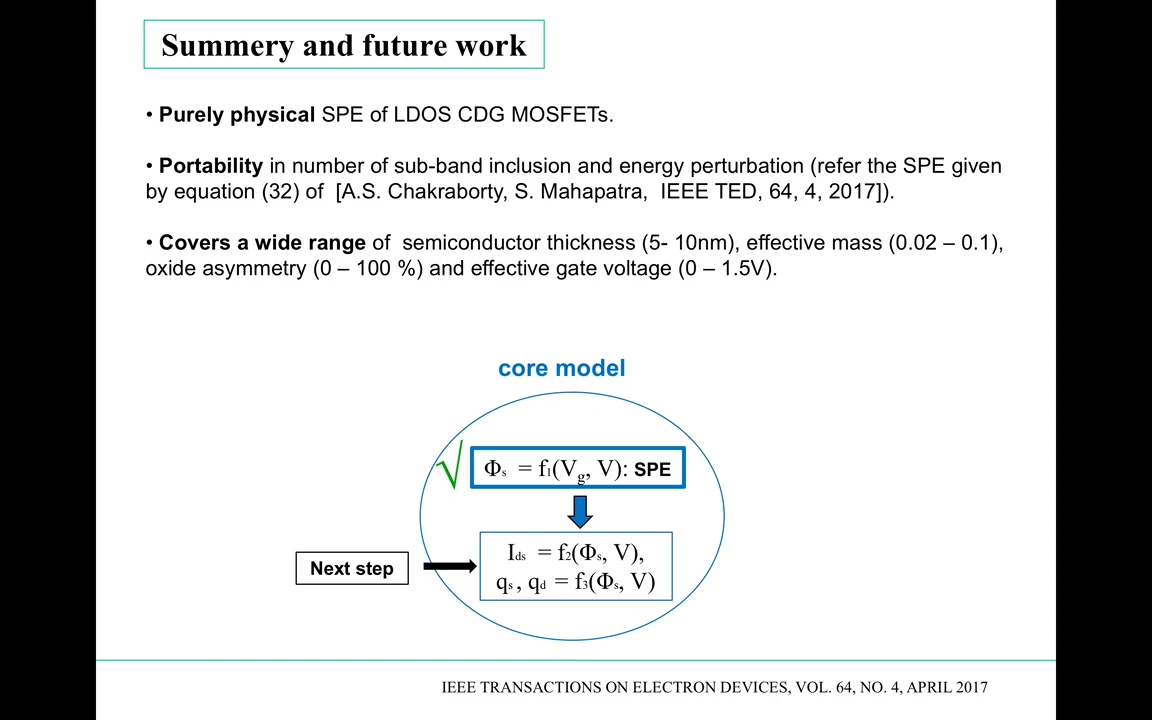 Summery and future work
• Purely physical SPE of LDOS CDG MOSFETs.
• Portability in number of sub-band inclusion and energy perturbation (refer the SPE given
by equation (32) of [A.S. Chakraborty, S. Mahapatra, IEEE TED, 64, 4, 2017]).
• Covers a wide range of semiconductor thickness (5- 10nm), effective mass (0.02 – 0.1),
oxide asymmetry (0 – 100 %) and effective gate voltage (0 – 1.5V).
core model
√
Φs = f1(Vg, V): SPE
Ids = f2(Φs, V),
qs , qd = f3(Φs, V)
Next step
IEEE TRANSACTIONS ON ELECTRON DEVICES, VOL. 64, NO. 4, APRIL 2017